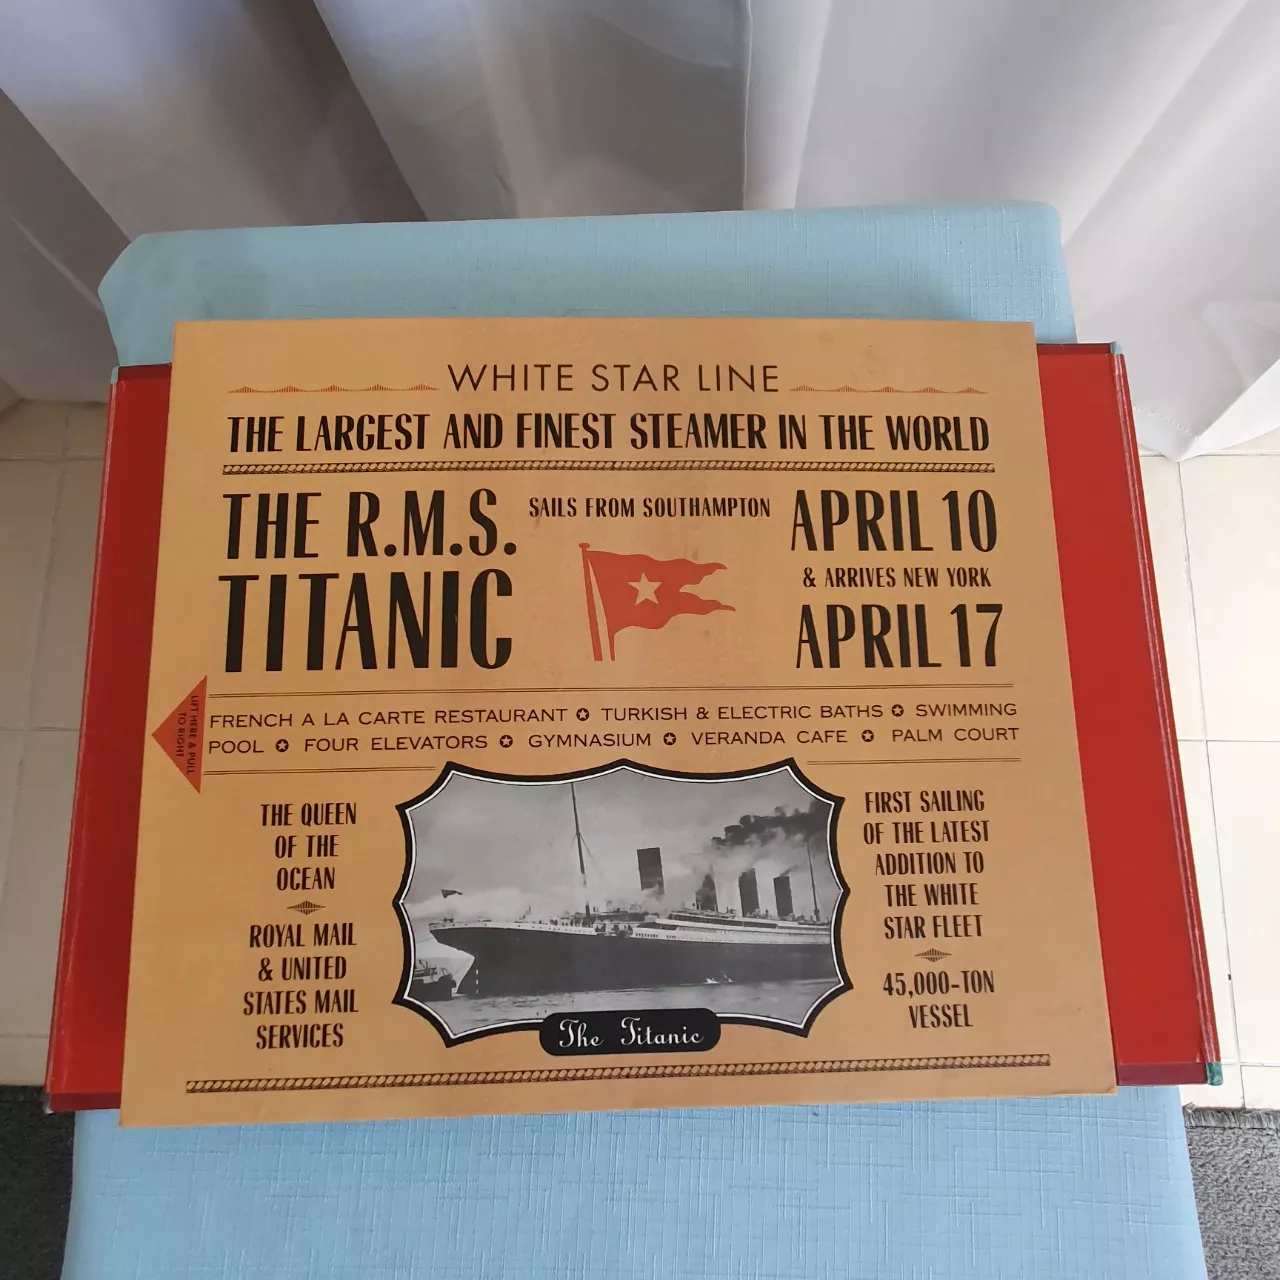 WHITE STAR LINE
THE LARGEST AND FINEST STEAMER IN THE WORLD
THE R.M.S.
TITANIC
SAILS FROM SOUTHAMPTON
APRIL 10
& ARRIVES NEW YORK
APRIL 17
LIFT HERE & PULL
TO RIGHT
FRENCH A LA CARTE RESTAURANT ✪ TURKISH & ELECTRIC BATHS ✪ SWIMMING
POOL ✪ FOUR ELEVATORS ✪ GYMNASIUM ✪ VERANDA CAFE ✪ PALM COURT
THE QUEEN
OF THE
OCEAN
ROYAL MAIL
& UNITED
STATES MAIL
SERVICES
The Titanic
FIRST SAILING
OF THE LATEST
ADDITION TO
THE WHITE
STAR FLEET
45,000-TON
VESSEL